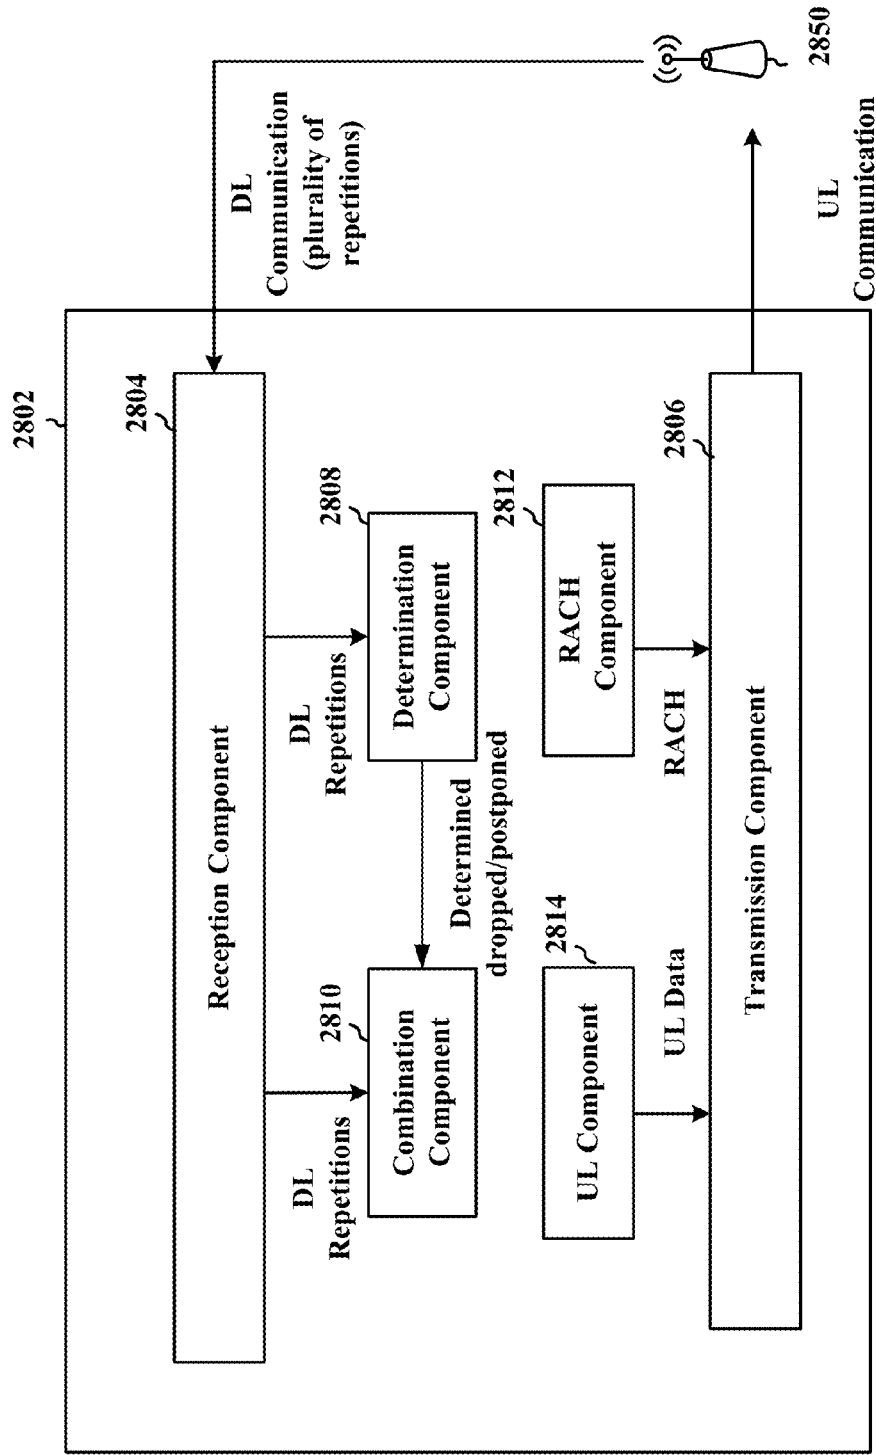 2802
2804
Reception Component
DL
Communication
(plurality of
repetitions)
2850
DL
Repetitions
DL
Repetitions
2810
Combination
Component
Determined
dropped/postponed
2808
Determination
Component
2814
UL Component
UL Data
2812
RACH
Component
RACH
2806
Transmission Component
UL
Communication